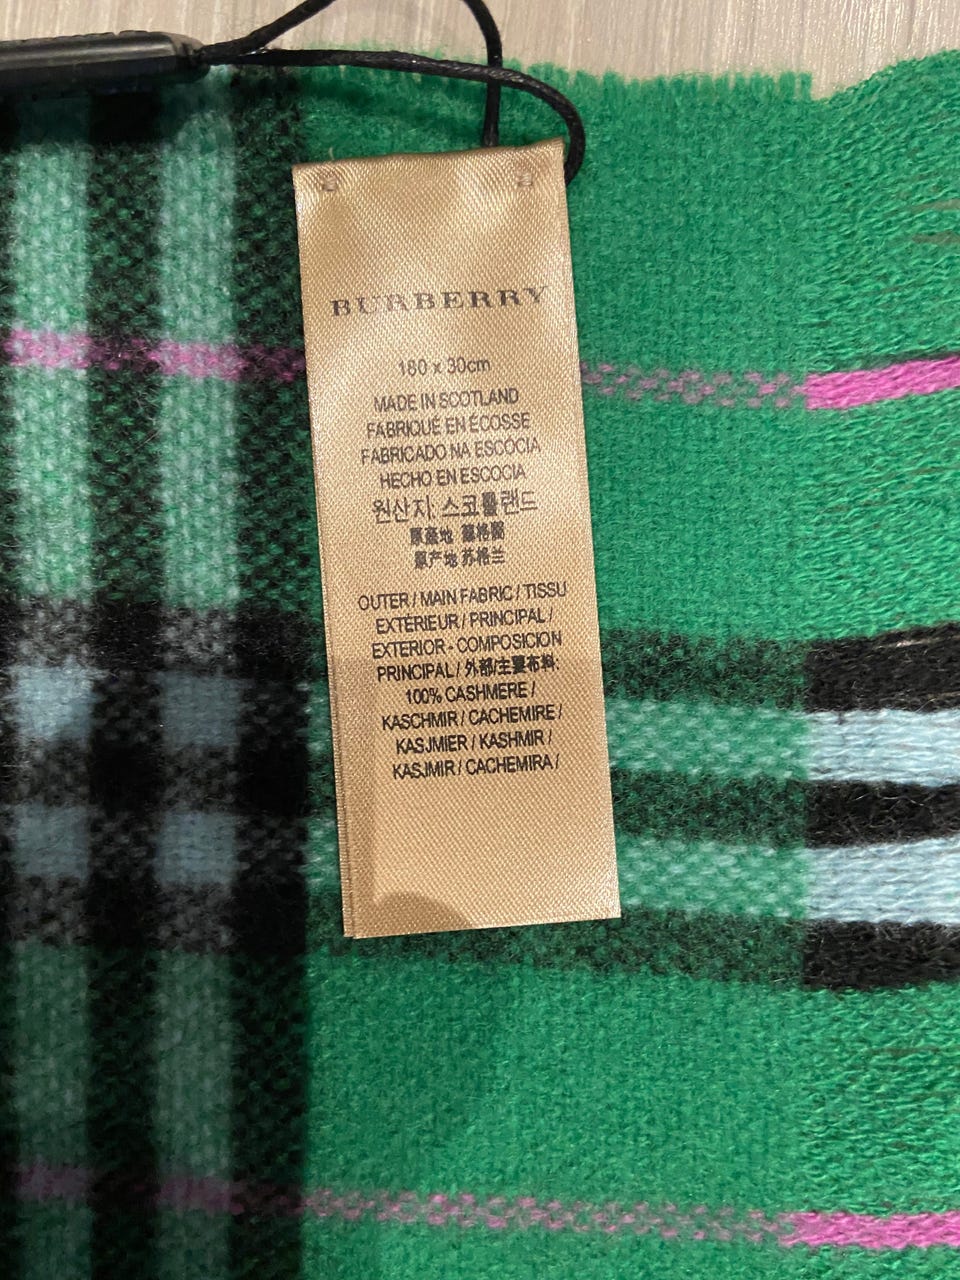 BURBERRY
180 x 30cm
MADE IN SCOTLAND
FABRIQUÉ EN ÉCOSSE
FABRICADO NA ESCÓCIA
HECHO EN ESCOCIA
원산지: 스코틀랜드
原產地 蘇格蘭
原产地 苏格兰
OUTER / MAIN FABRIC / TISSU
EXTÉRIEUR / PRINCIPAL /
EXTERIOR - COMPOSICION
PRINCIPAL / 外部/主要布料:
100% CASHMERE /
KASCHMIR / CACHEMIRE /
KASJMIER / KASHMIR /
KASJMIR / CACHEMIRA /